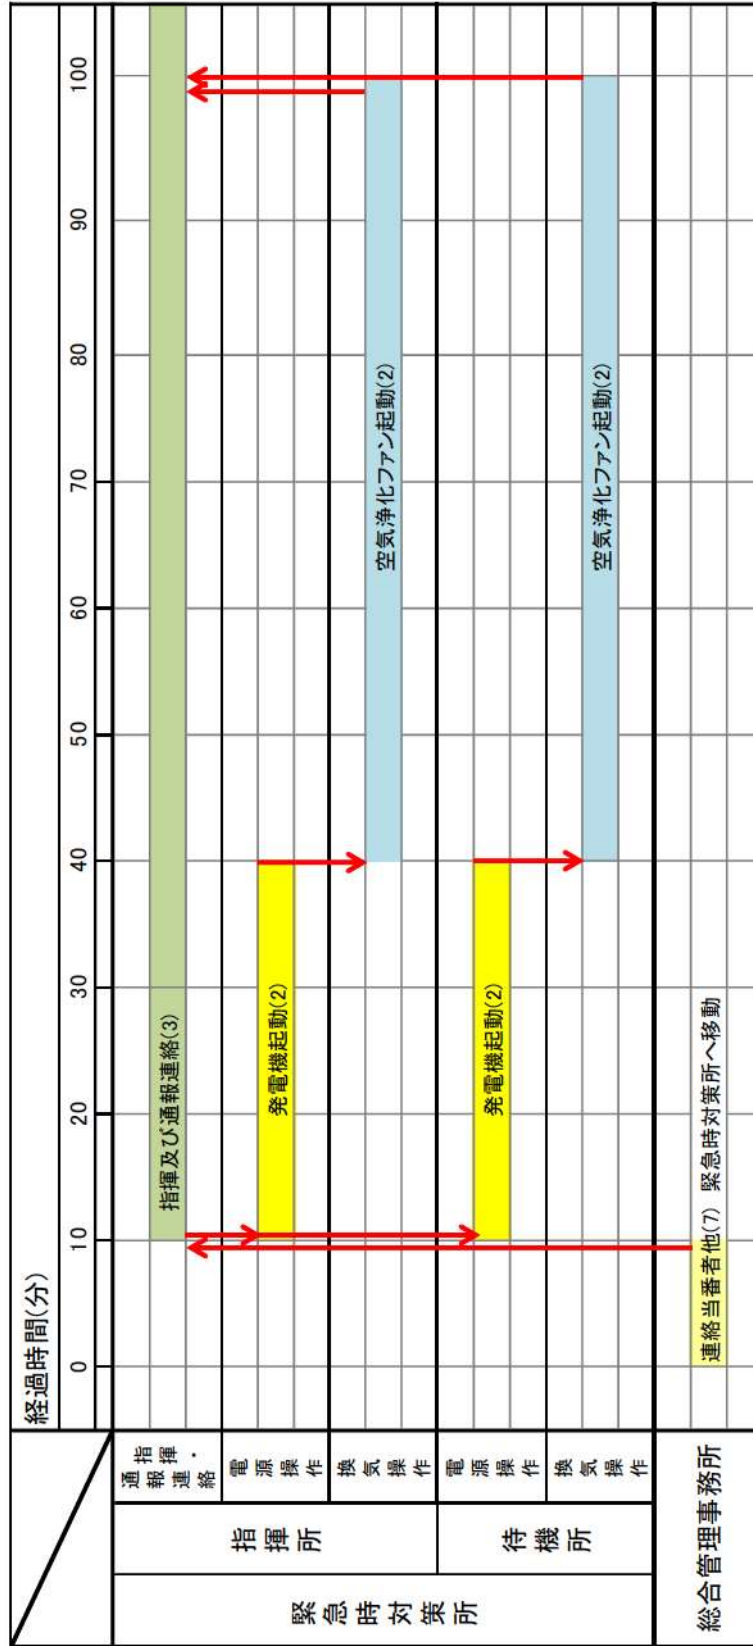 経過時間(分)
0 10 20 30 40 50 60 70 80 90 100
緊急時対策所
指揮所
指揮・
通報連絡
指揮及び通報連絡(3)
電源操作
発電機起動(2)
換気操作
空気浄化ファン起動(2)
待機所
電源操作
発電機起動(2)
換気操作
空気浄化ファン起動(2)
総合管理事務所
連絡当番者他(7) 緊急時対策所へ移動